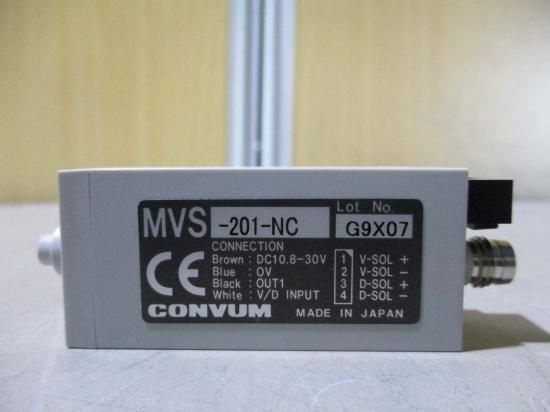 MVS -201-NC
Lot No.
G9X07
CE
CONNECTION
Brown : DC10.8-30V
Blue : 0V
Black : OUT1
White : V/D INPUT
1 V-SOL +
2 V-SOL -
3 D-SOL +
4 D-SOL -
CONVUM
MADE IN JAPAN